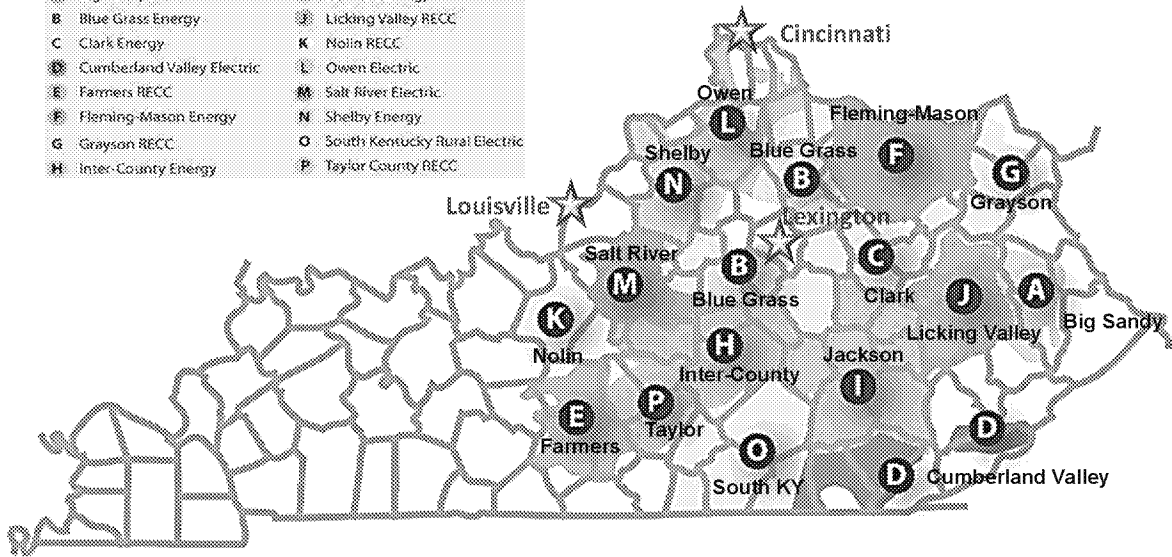 B Blue Grass Energy
C Clark Energy
D Cumberland Valley Electric
E Farmers RECC
F Fleming-Mason Energy
G Grayson RECC
H Inter-County Energy
J Licking Valley RECC
K Nolin RECC
L Owen Electric
M Salt River Electric
N Shelby Energy
O South Kentucky Rural Electric
P Taylor County RECC
Cincinnati
Owen
L
Fleming-Mason
F
Shelby
N
Blue Grass
B
G
Grayson
Louisville
Lexington
Salt River
M
B
Blue Grass
C
Clark
J
Licking Valley
A
Big Sandy
K
Nolin
H
Inter-County
Jackson
I
E
Farmers
P
Taylor
D
O
South KY
D
Cumberland Valley